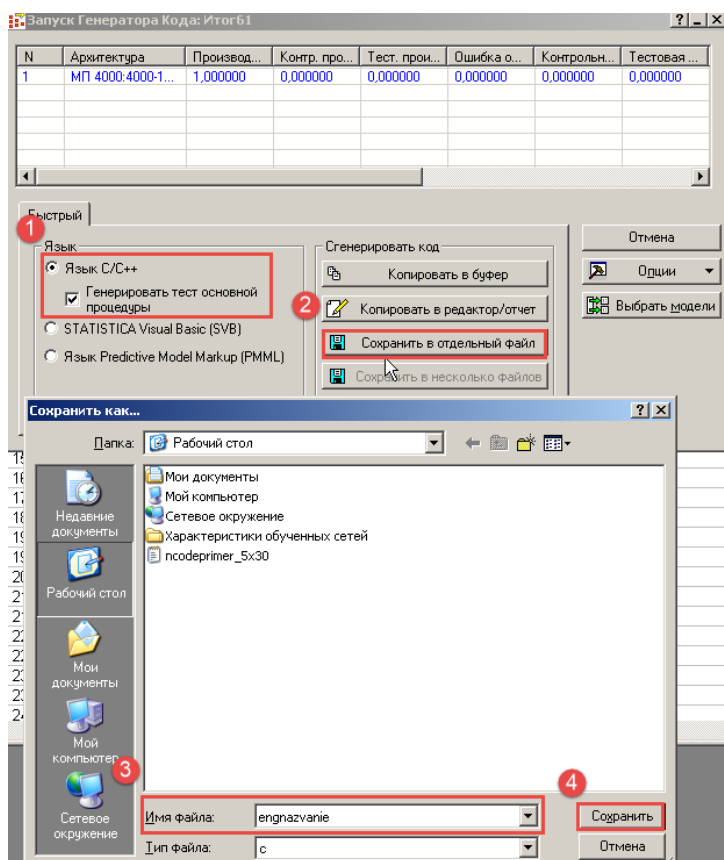 Запуск Генератора Кода: Итог61
N Архитектура Производ... Контр. про... Тест. прои... Ошибка о... Контрольн... Тестовая ...
1 МП 4000:4000-1... 1,000000 0,000000 0,000000 0,000000 0,000000 0,000000
Быстрый
1
Язык
Язык C/C++
Генерировать тест основной
процедуры
STATISTICA Visual Basic (SVB)
Язык Predictive Model Markup (PMML)
Сгенерировать код
Копировать в буфер
2
Копировать в редактор/отчет
Сохранить в отдельный файл
Сохранить в несколько файлов
Отмена
Опции
Выбрать модели
Сохранить как...
Папка: Рабочий стол
Недавние
документы
Рабочий стол
Мои
документы
Мой
компьютер
Сетевое
окружение
Мои документы
Мой компьютер
Сетевое окружение
Характеристики обученных сетей
ncodeprimer_5x30
3
Имя файла: engnazvanie
4
Сохранить
Тип файла: c
Отмена